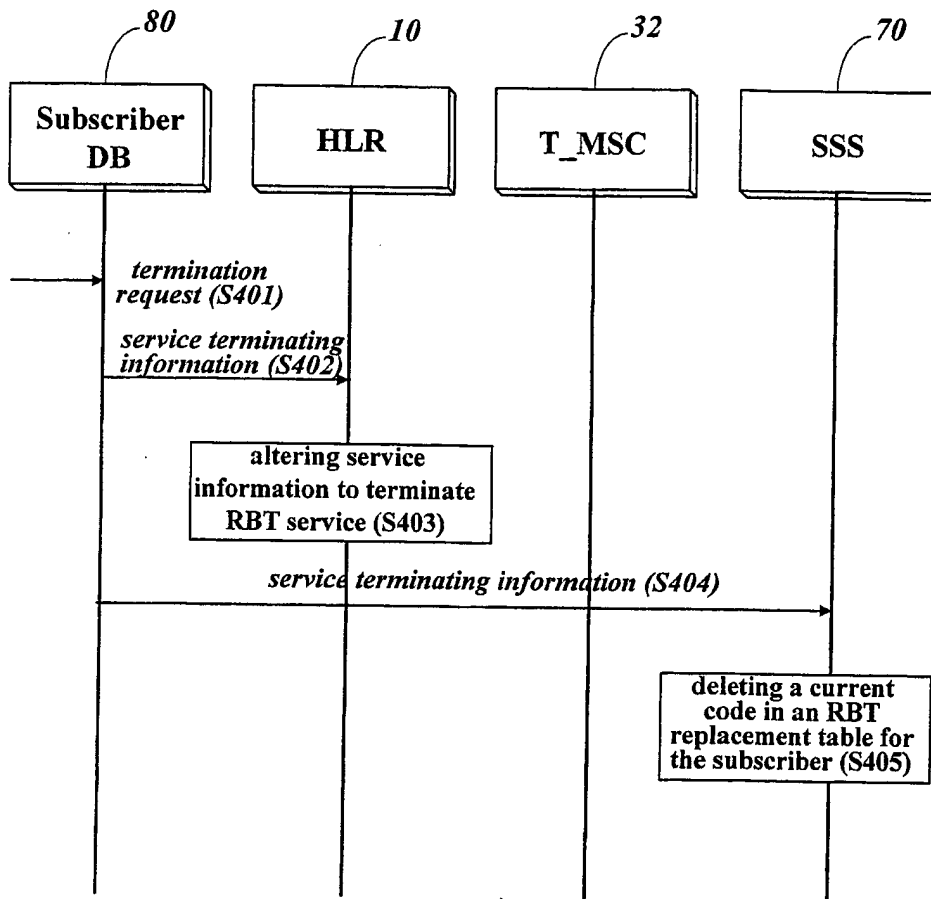 80
10
32
70
Subscriber
DB
HLR
T_MSC
SSS
termination
request (S401)
service terminating
information (S402)
altering service
information to terminate
RBT service (S403)
service terminating information (S404)
deleting a current
code in an RBT
replacement table for
the subscriber (S405)